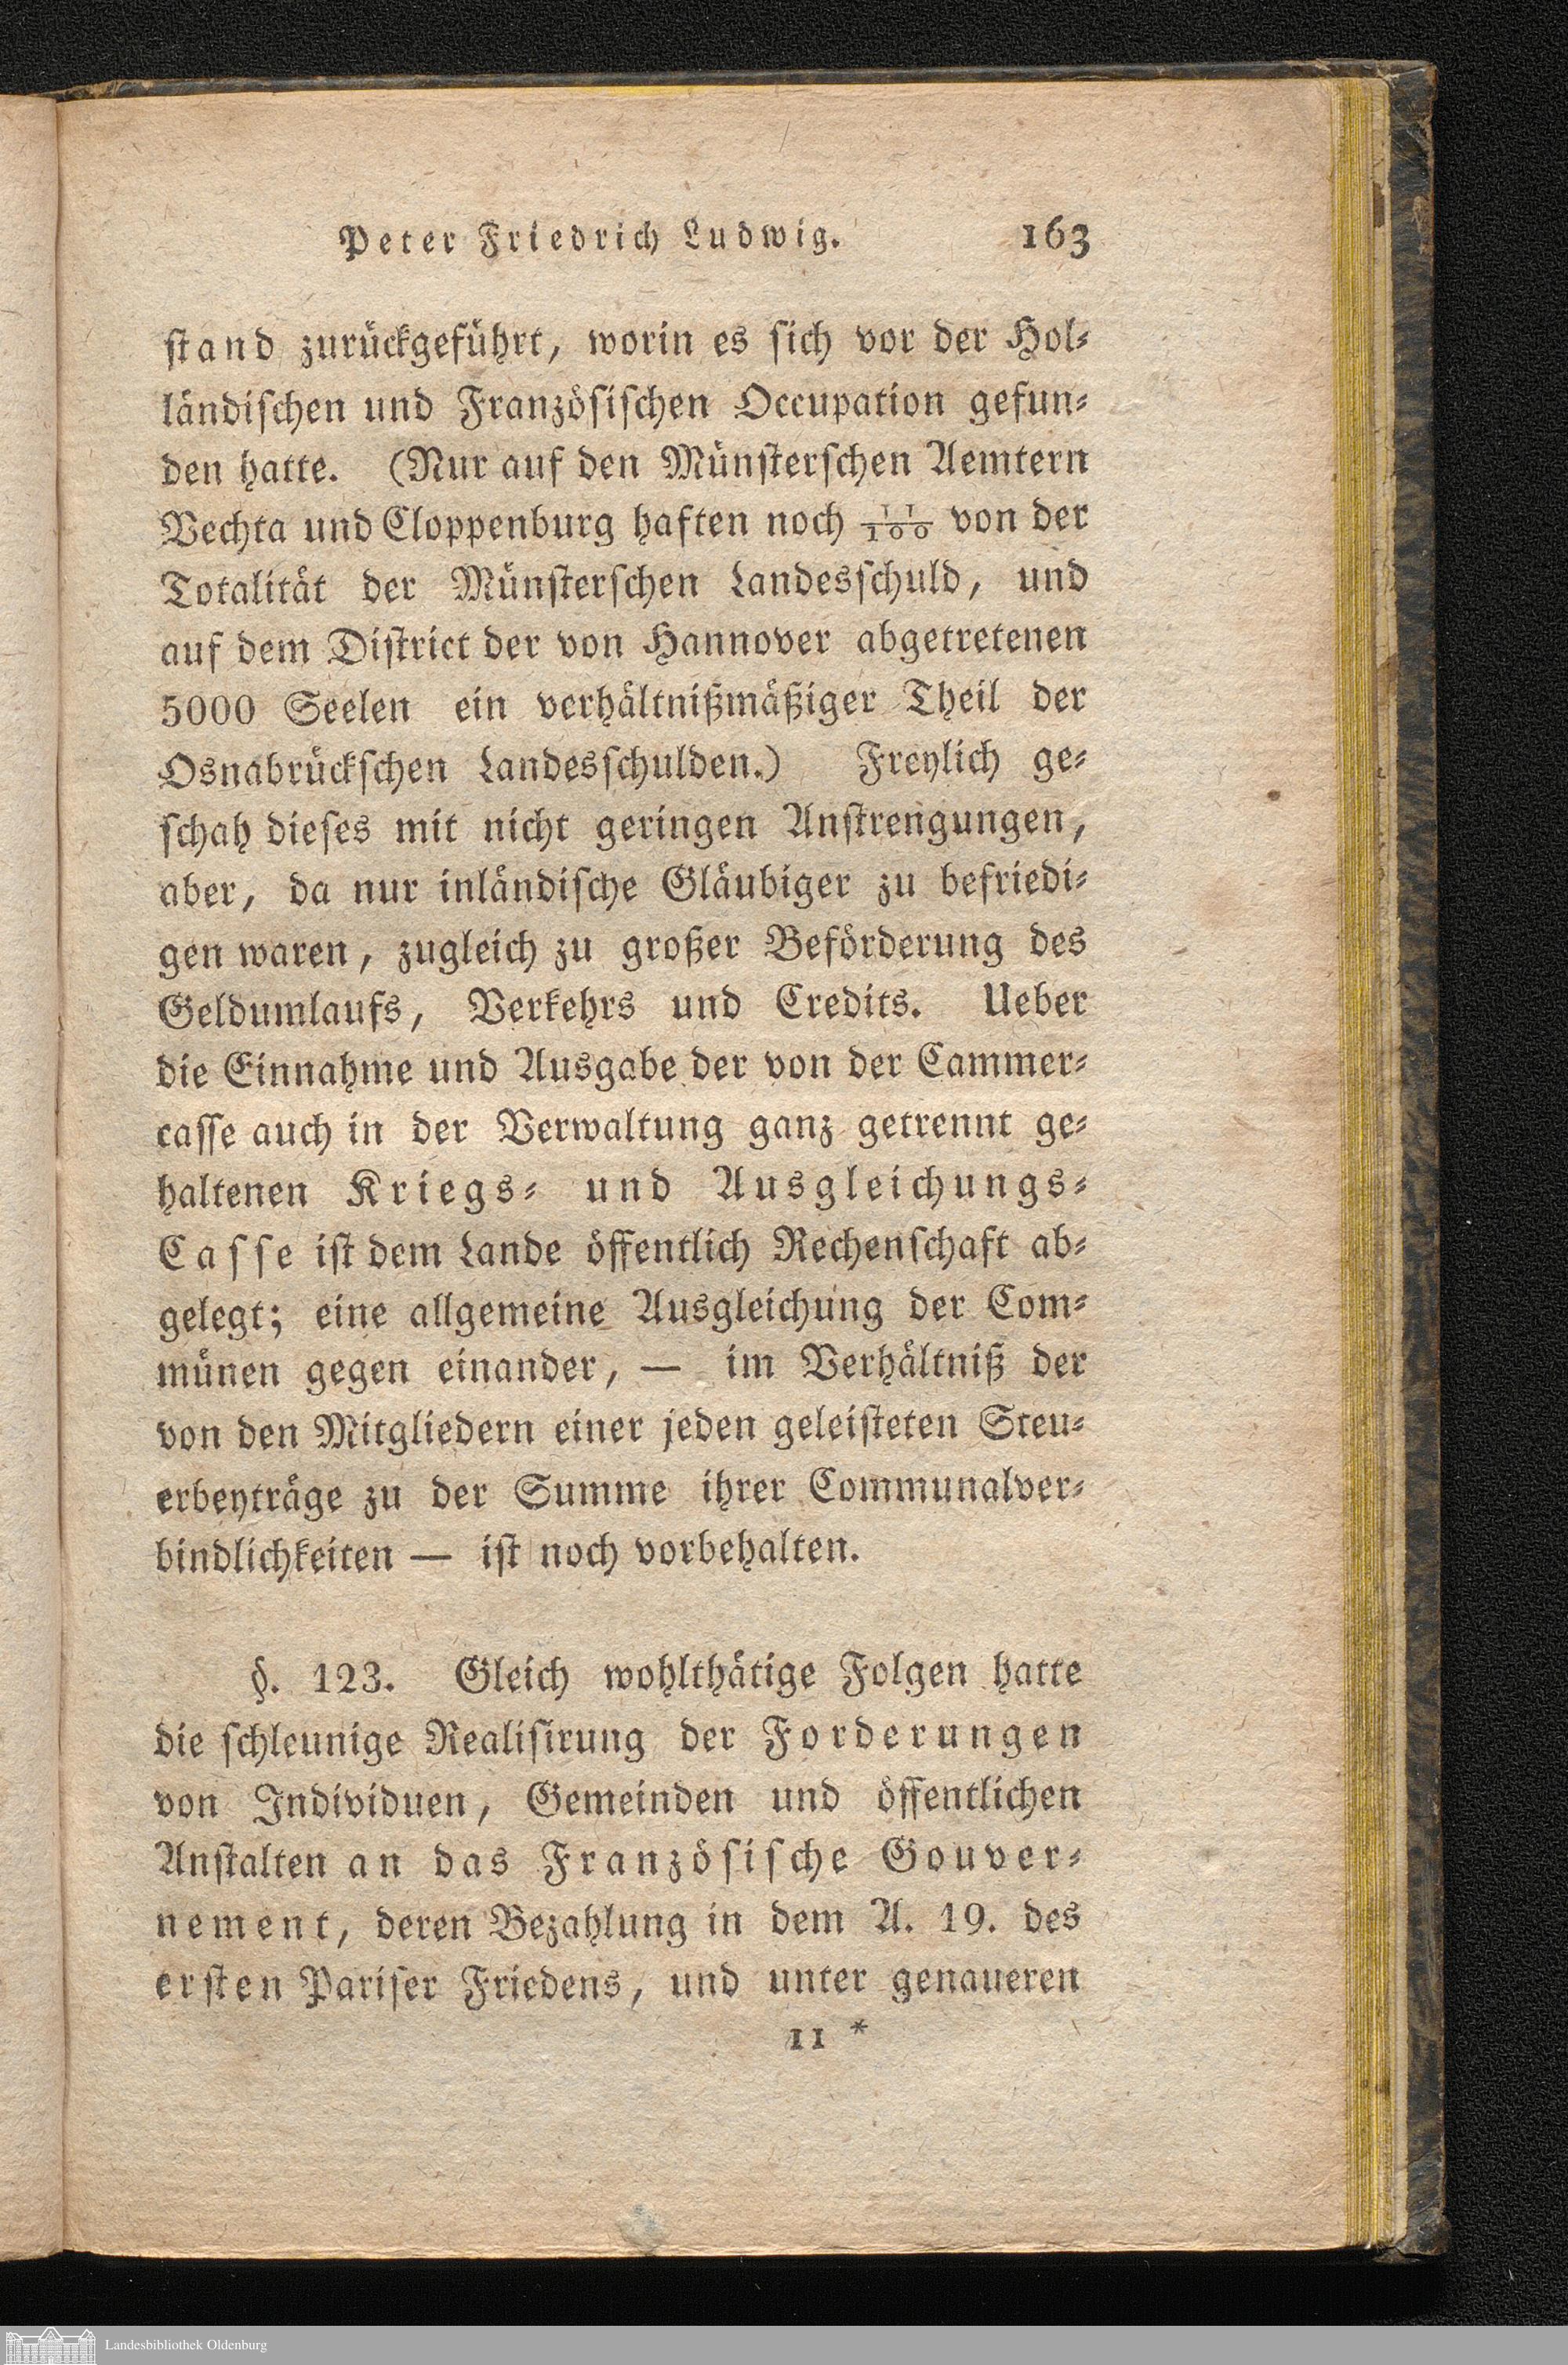 Peter Friedrich Ludwig. 163
stand zurückgeführt, worin es sich vor der Hol-
ländischen und Französischen Occupation gefun-
den hatte. (Nur auf den Münsterschen Aemtern
Vechta und Cloppenburg haften noch 11/100 von der
Totalität der Münsterschen Landesschuld, und
auf dem District der von Hannover abgetretenen
5000 Seelen ein verhältnißmäßiger Theil der
Osnabrückschen Landesschulden.) Freylich ge-
schah dieses mit nicht geringen Anstrengungen,
aber, da nur inländische Gläubiger zu befriedi-
gen waren, zugleich zu großer Beförderung des
Geldumlaufs, Verkehrs und Credits. Ueber
die Einnahme und Ausgabe der von der Cammer-
casse auch in der Verwaltung ganz getrennt ge-
haltenen Kriegs- und Ausgleichungs-
Casse ist dem Lande öffentlich Rechenschaft ab-
gelegt; eine allgemeine Ausgleichung der Com-
münen gegen einander, — im Verhältniß der
von den Mitgliedern einer jeden geleisteten Steu-
erbeyträge zu der Summe ihrer Communalver-
bindlichkeiten — ist noch vorbehalten.
§. 123. Gleich wohlthätige Folgen hatte
die schleunige Realisirung der Forderungen
von Individuen, Gemeinden und öffentlichen
Anstalten an das Französische Gouver-
nement, deren Bezahlung in dem A. 19. des
ersten Pariser Friedens, und unter genaueren
11 *
Landesbibliothek Oldenburg